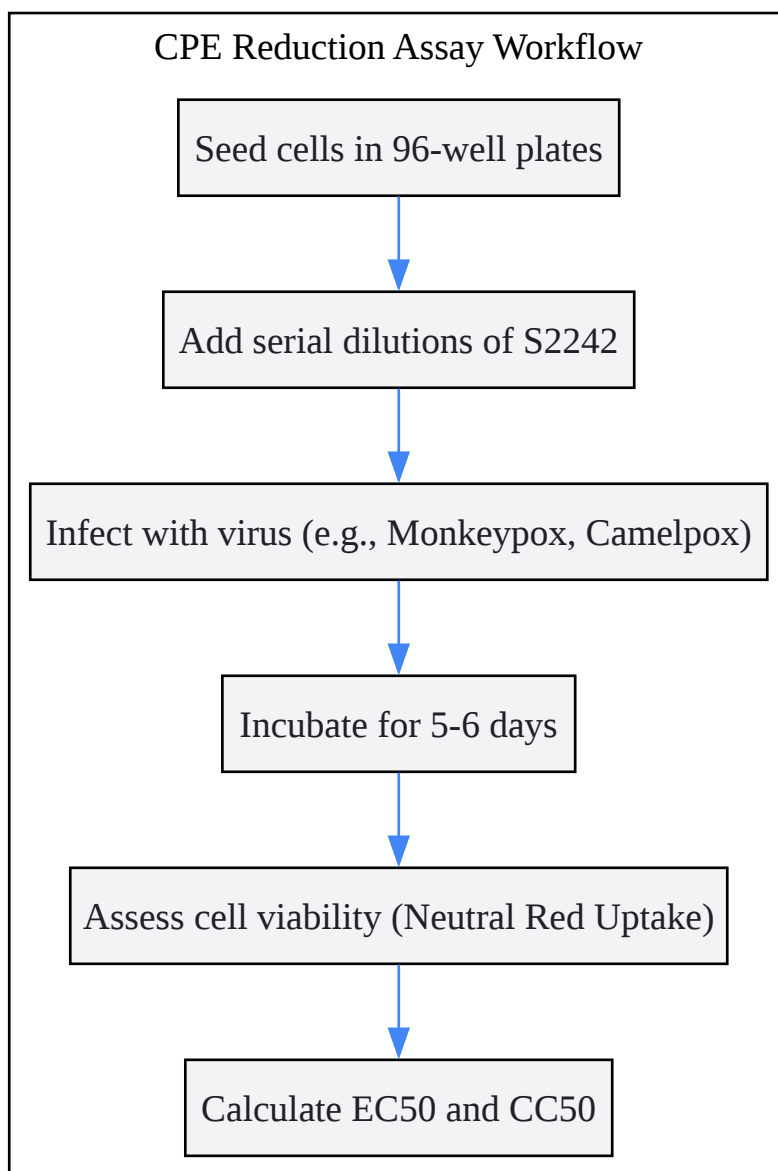 CPE Reduction Assay Workflow
Seed cells in 96-well plates
Add serial dilutions of S2242
Infect with virus (e.g., Monkeypox, Camelpox)
Incubate for 5-6 days
Assess cell viability (Neutral Red Uptake)
Calculate EC50 and CC50